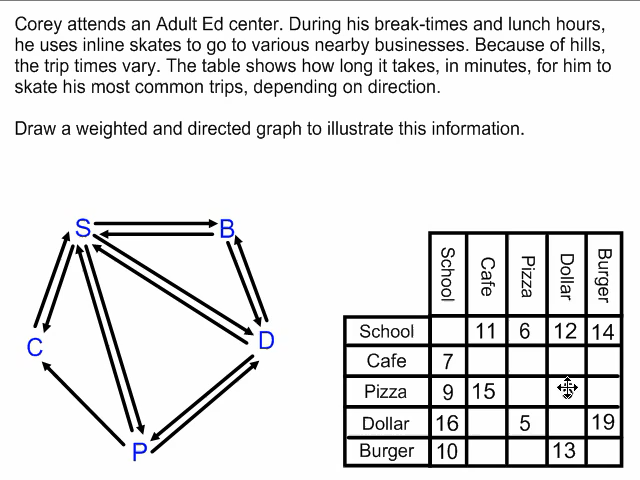 Corey attends an Adult Ed center. During his break-times and lunch hours,
he uses inline skates to go to various nearby businesses. Because of hills,
the trip times vary. The table shows how long it takes, in minutes, for him to
skate his most common trips, depending on direction.
Draw a weighted and directed graph to illustrate this information.
S B
C D
P
School Cafe Pizza Dollar Burger
School 11 6 12 14
Cafe 7
Pizza 9 15
Dollar 16 5 19
Burger 10 13